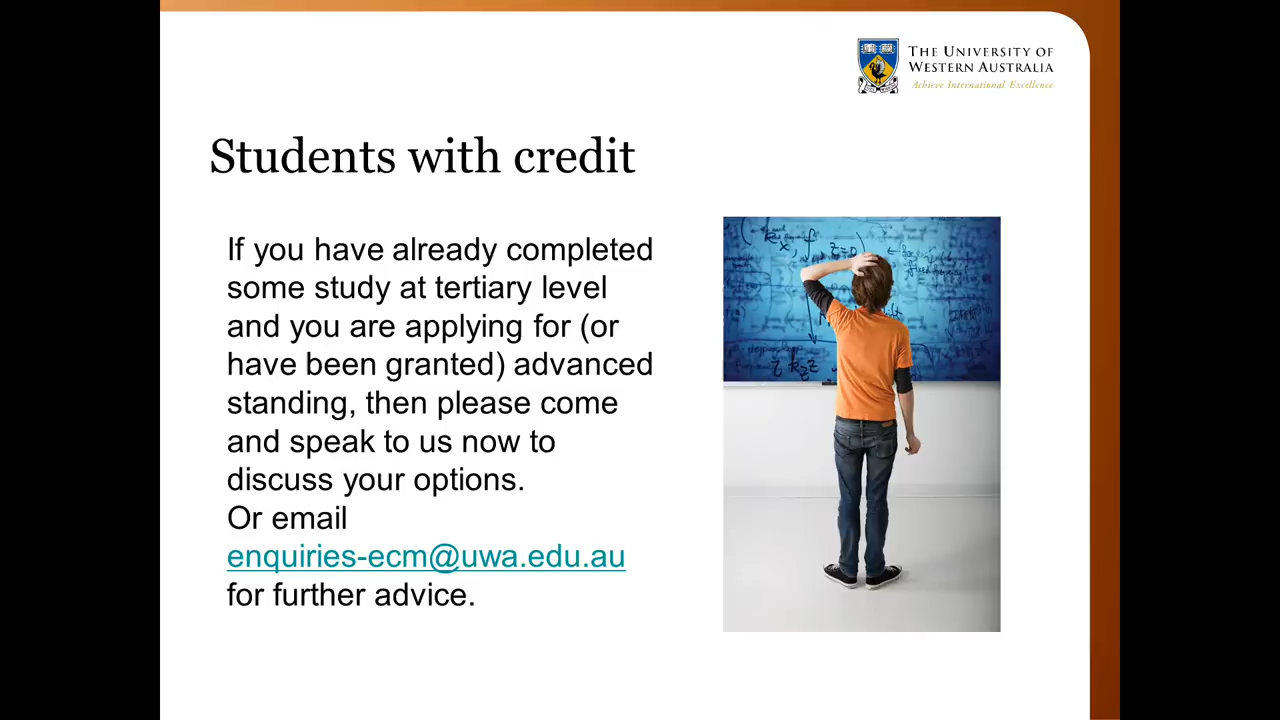 THE UNIVERSITY OF
WESTERN AUSTRALIA
Achieve International Excellence
Students with credit
If you have already completed
some study at tertiary level
and you are applying for (or
have been granted) advanced
standing, then please come
and speak to us now to
discuss your options.
Or email
enquiries-ecm@uwa.edu.au
for further advice.